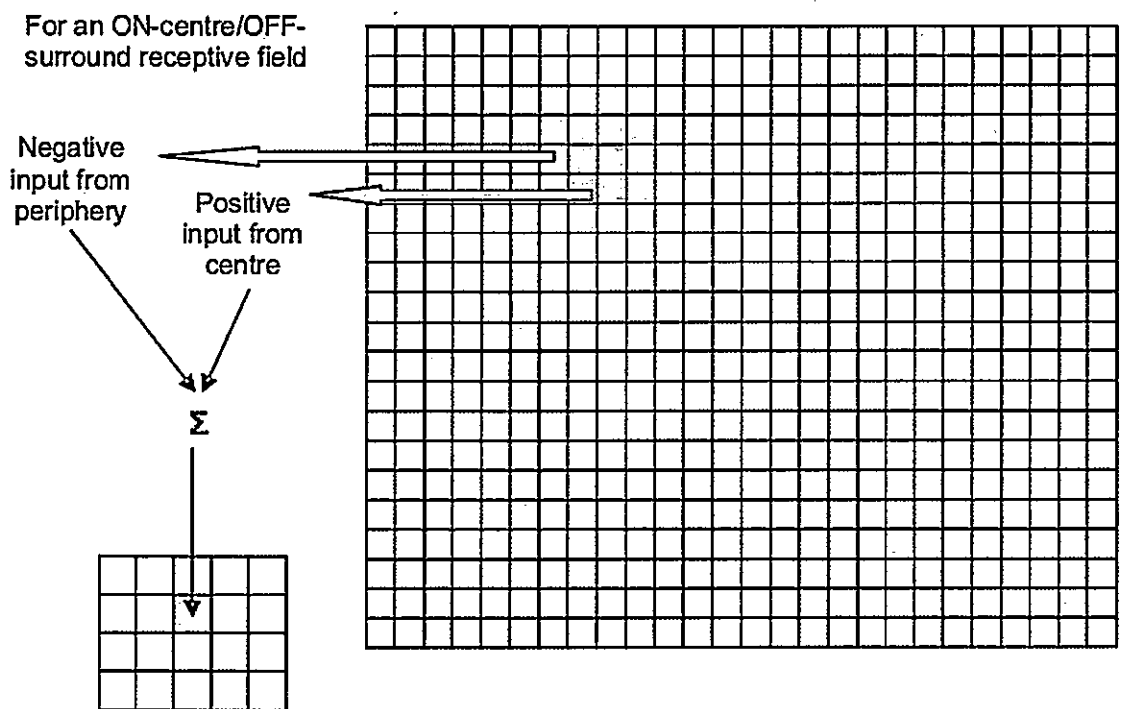 For an ON-centre/OFF-
surround receptive field
Negative
input from
periphery
Positive
input from
centre
Σ